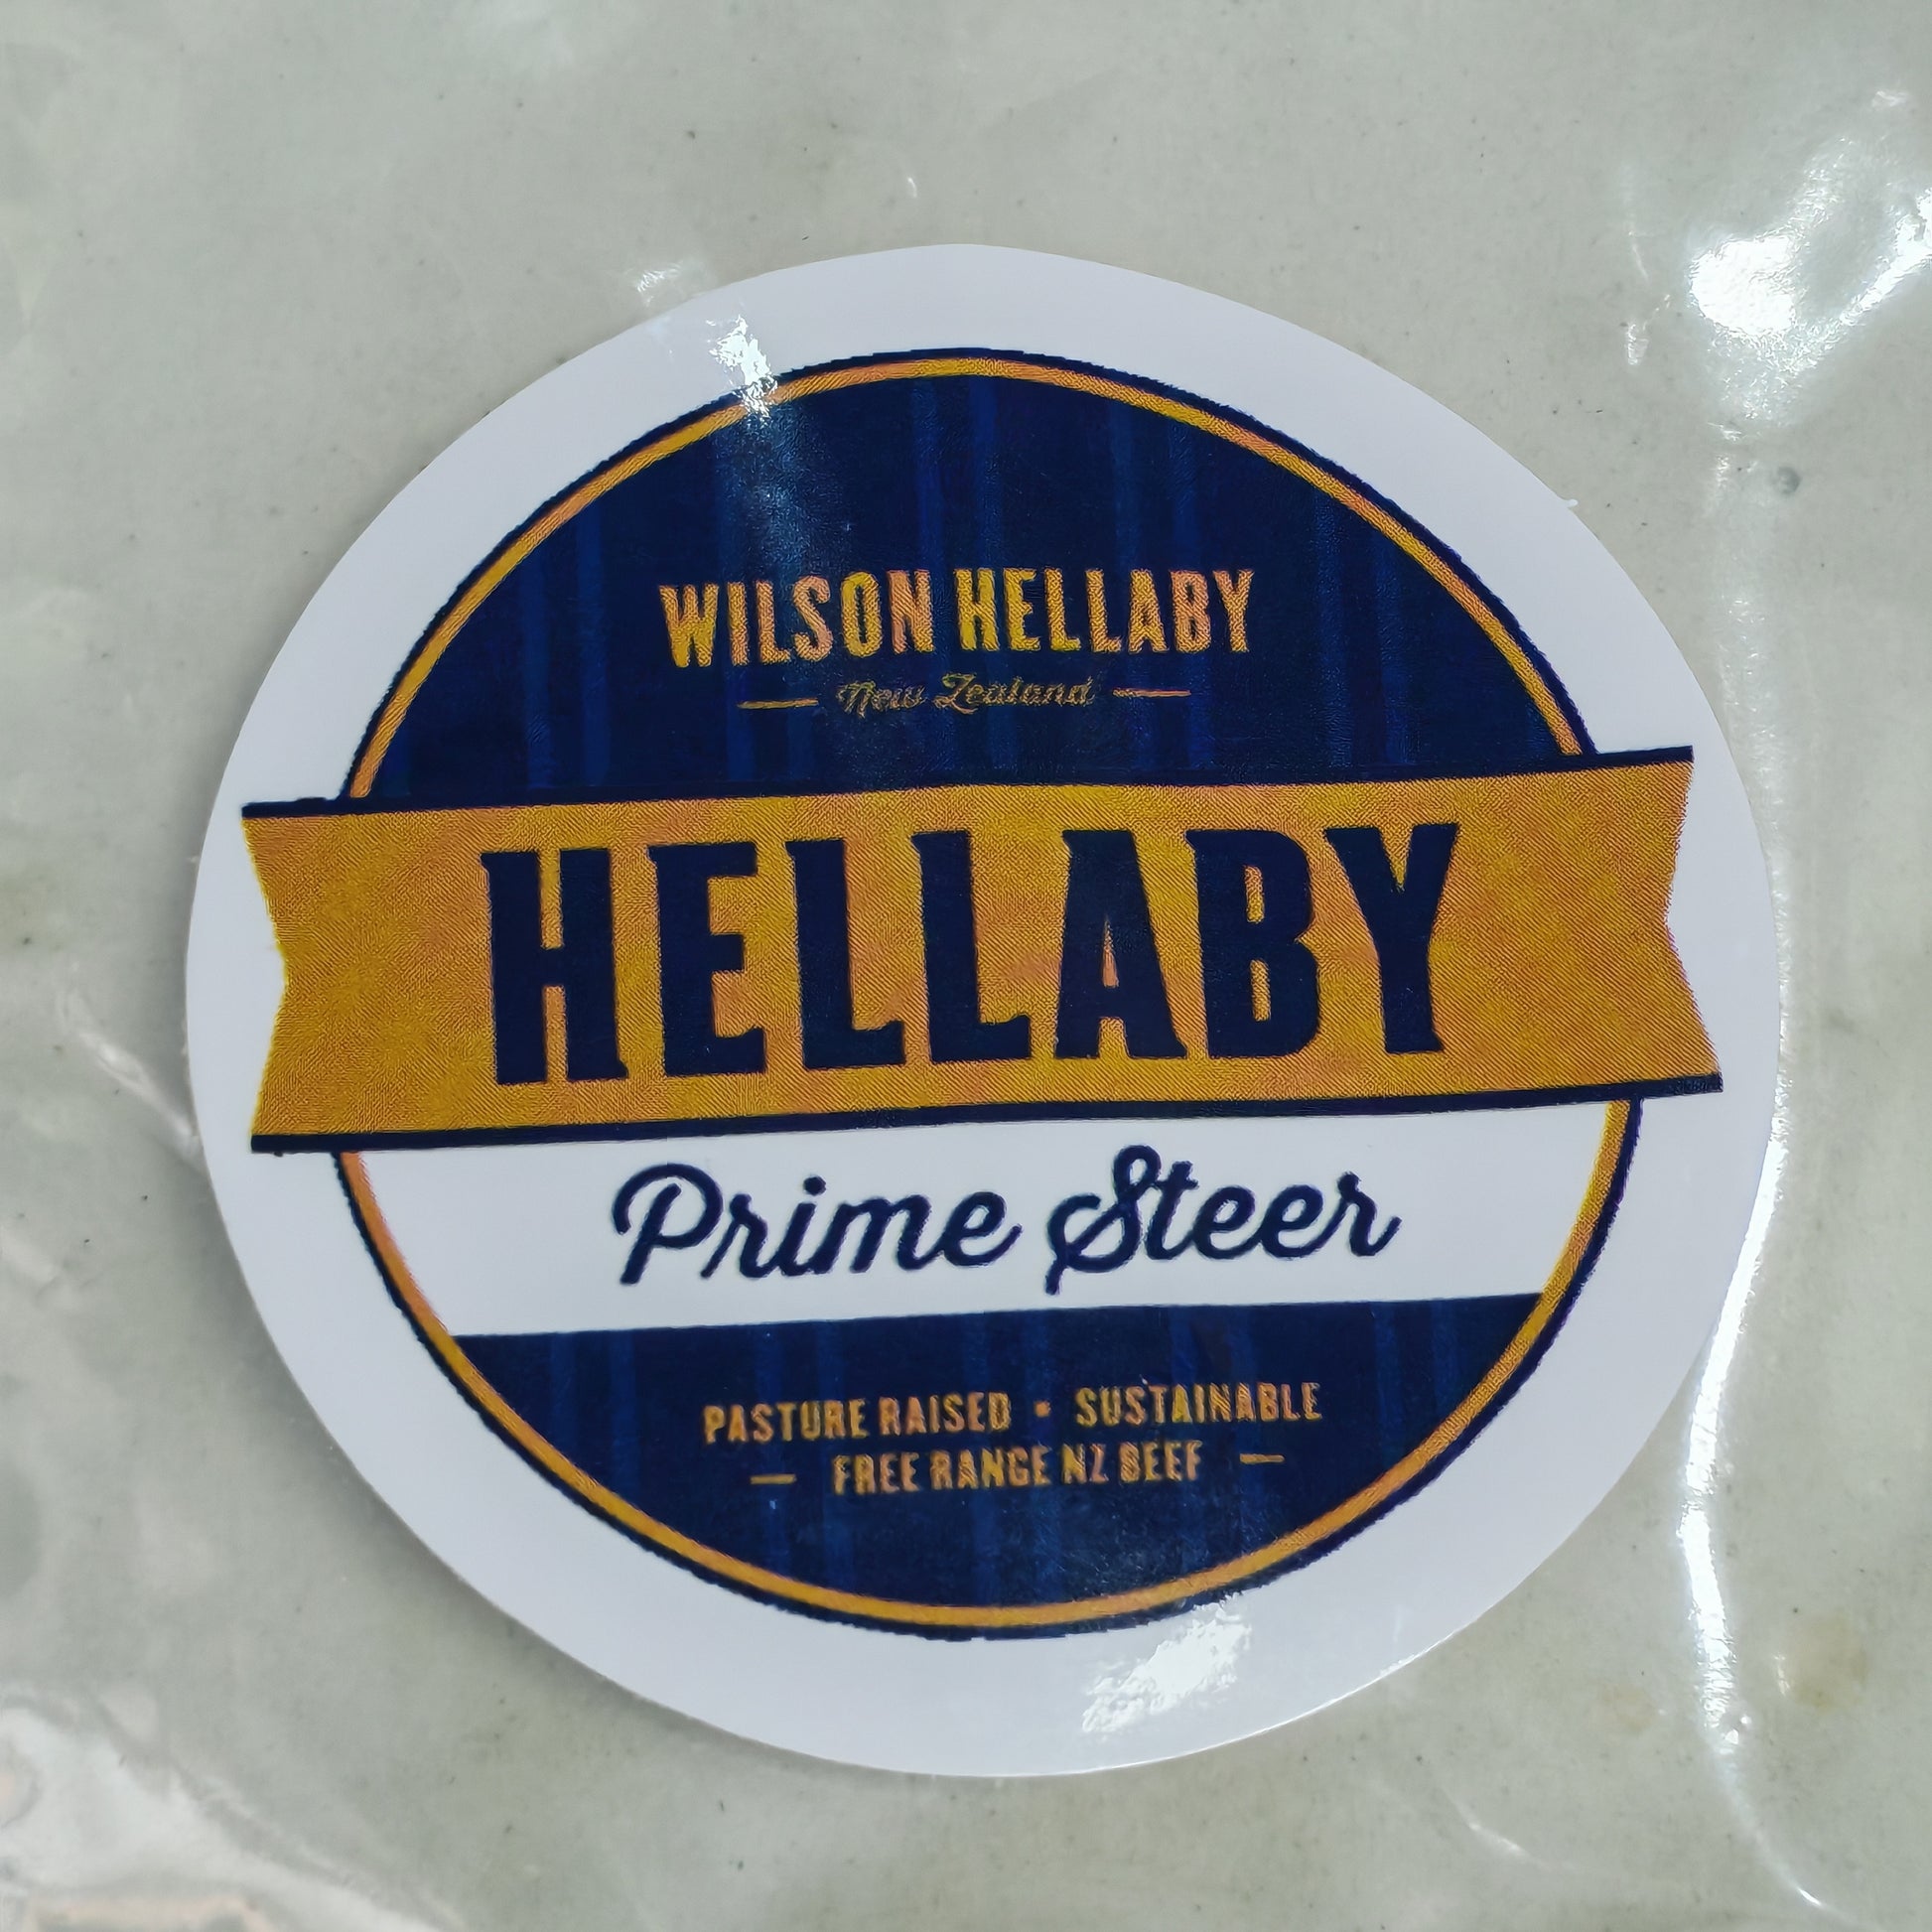 WILSON HELLABY
New Zealand
HELLABY
Prime Steer
PASTURE RAISED • SUSTAINABLE
— FREE RANGE NZ BEEF —